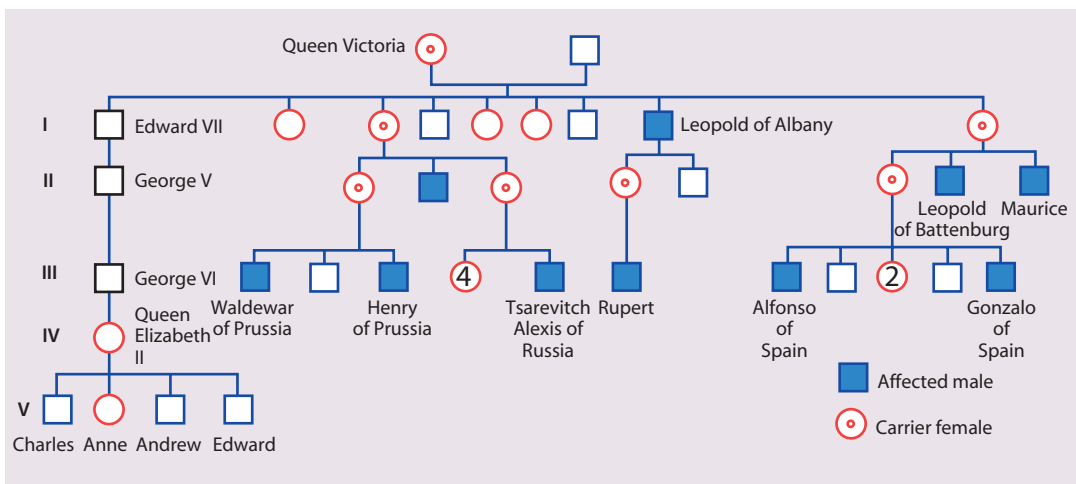 Queen Victoria
I
Edward VII
Leopold of Albany
II
George V
Leopold
of Battenburg
Maurice
III
George VI
4
2
Waldewar
of Prussia
Henry
of Prussia
Tsarevitch
Alexis of
Russia
Rupert
Alfonso
of
Spain
Gonzalo
of
Spain
IV
Queen
Elizabeth
II
Affected male
V
Carrier female
Charles
Anne
Andrew
Edward